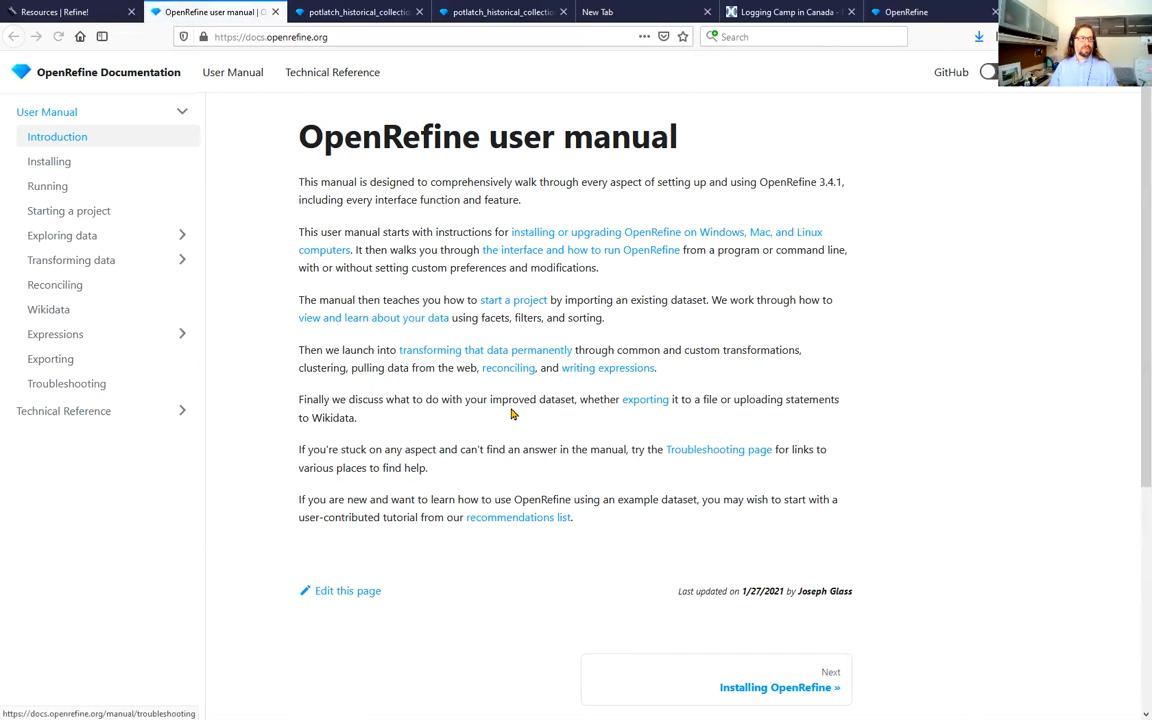 Resources | Refine!
OpenRefine user manual | O
potlatch_historical_collectio
potlatch_historical_collectio
New Tab
Logging Camp in Canada -
OpenRefine
https://docs.openrefine.org
Search
OpenRefine Documentation
User Manual
Technical Reference
GitHub
User Manual
Introduction
Installing
Running
Starting a project
Exploring data
Transforming data
Reconciling
Wikidata
Expressions
Exporting
Troubleshooting
Technical Reference
OpenRefine user manual
This manual is designed to comprehensively walk through every aspect of setting up and using OpenRefine 3.4.1,
including every interface function and feature.
This user manual starts with instructions for installing or upgrading OpenRefine on Windows, Mac, and Linux
computers. It then walks you through the interface and how to run OpenRefine from a program or command line,
with or without setting custom preferences and modifications.
The manual then teaches you how to start a project by importing an existing dataset. We work through how to
view and learn about your data using facets, filters, and sorting.
Then we launch into transforming that data permanently through common and custom transformations,
clustering, pulling data from the web, reconciling, and writing expressions.
Finally we discuss what to do with your improved dataset, whether exporting it to a file or uploading statements
to Wikidata.
If you're stuck on any aspect and can't find an answer in the manual, try the Troubleshooting page for links to
various places to find help.
If you are new and want to learn how to use OpenRefine using an example dataset, you may wish to start with a
user-contributed tutorial from our recommendations list.
Edit this page
Last updated on 1/27/2021 by Joseph Glass
Next
Installing OpenRefine »
https://docs.openrefine.org/manual/troubleshooting